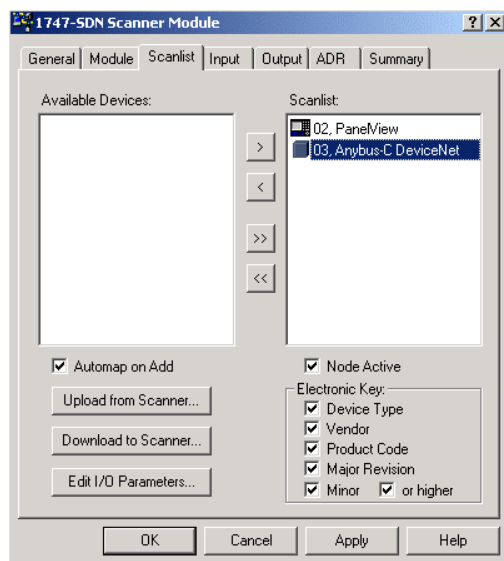 1747-SDN Scanner Module
General Module Scanlist Input Output ADR Summary
Available Devices:
Scanlist:
02, PanelView
03, Anybus-C DeviceNet
>
<
>>
<<
Automap on Add
Node Active
Upload from Scanner...
Download to Scanner...
Edit I/O Parameters...
Electronic Key:
Device Type
Vendor
Product Code
Major Revision
Minor or higher
OK Cancel Apply Help